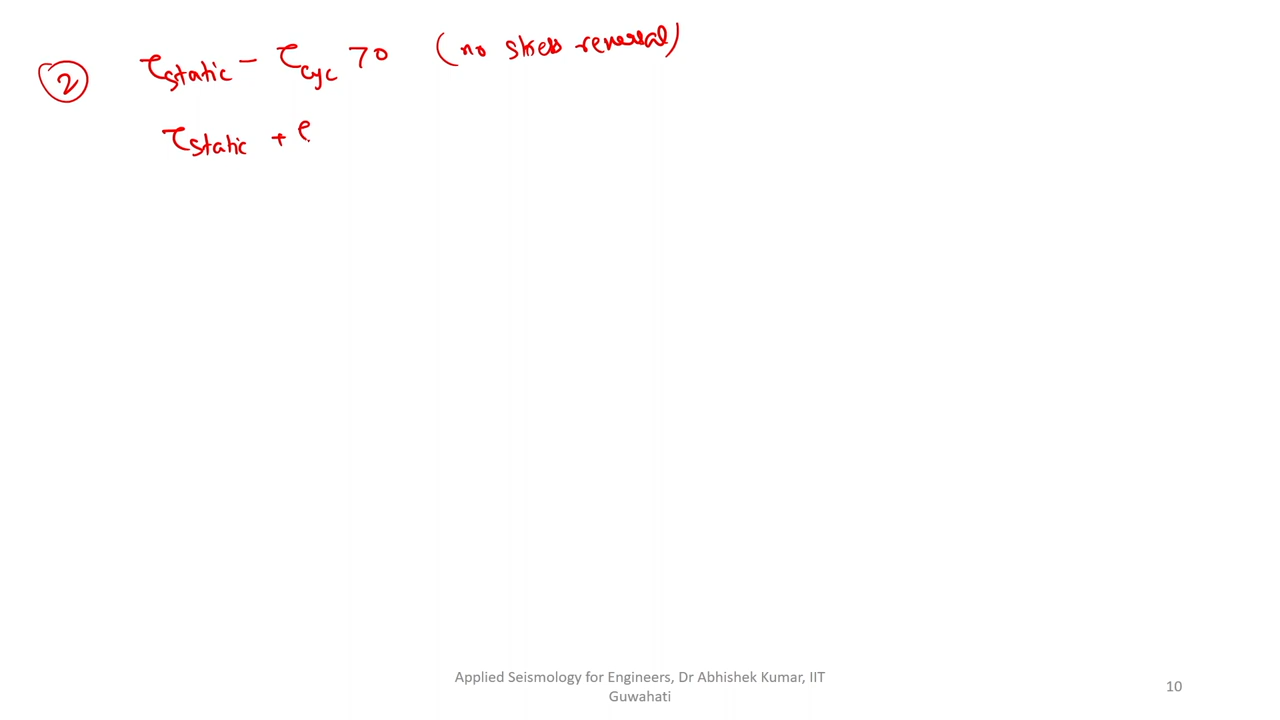 ② τstatic - τcyc > 0 (no stress reversal)
τstatic +
Applied Seismology for Engineers, Dr Abhishek Kumar, IIT
Guwahati
10